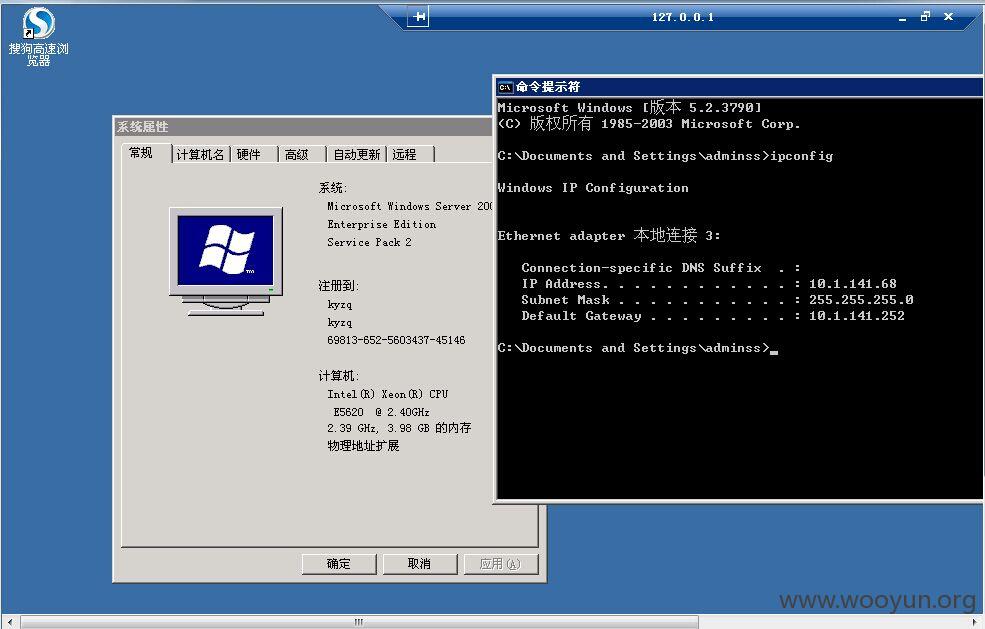 127.0.0.1
搜狗高速浏
览器
命令提示符
Microsoft Windows [版本 5.2.3790]
(C) 版权所有 1985-2003 Microsoft Corp.
C:\Documents and Settings\adminss>ipconfig
Windows IP Configuration
Ethernet adapter 本地连接 3:
Connection-specific DNS Suffix . :
IP Address. . . . . . . . . . . . : 10.1.141.68
Subnet Mask . . . . . . . . . . . : 255.255.255.0
Default Gateway . . . . . . . . . : 10.1.141.252
C:\Documents and Settings\adminss>
系统属性
常规 计算机名 硬件 高级 自动更新 远程
系统:
Microsoft Windows Server 200
Enterprise Edition
Service Pack 2
注册到:
kyzq
kyzq
69813-652-5603437-45146
计算机:
Intel(R) Xeon(R) CPU
E5620 @ 2.40GHz
2.39 GHz, 3.98 GB 的内存
物理地址扩展
确定 取消 应用(A)
www.wooyun.org